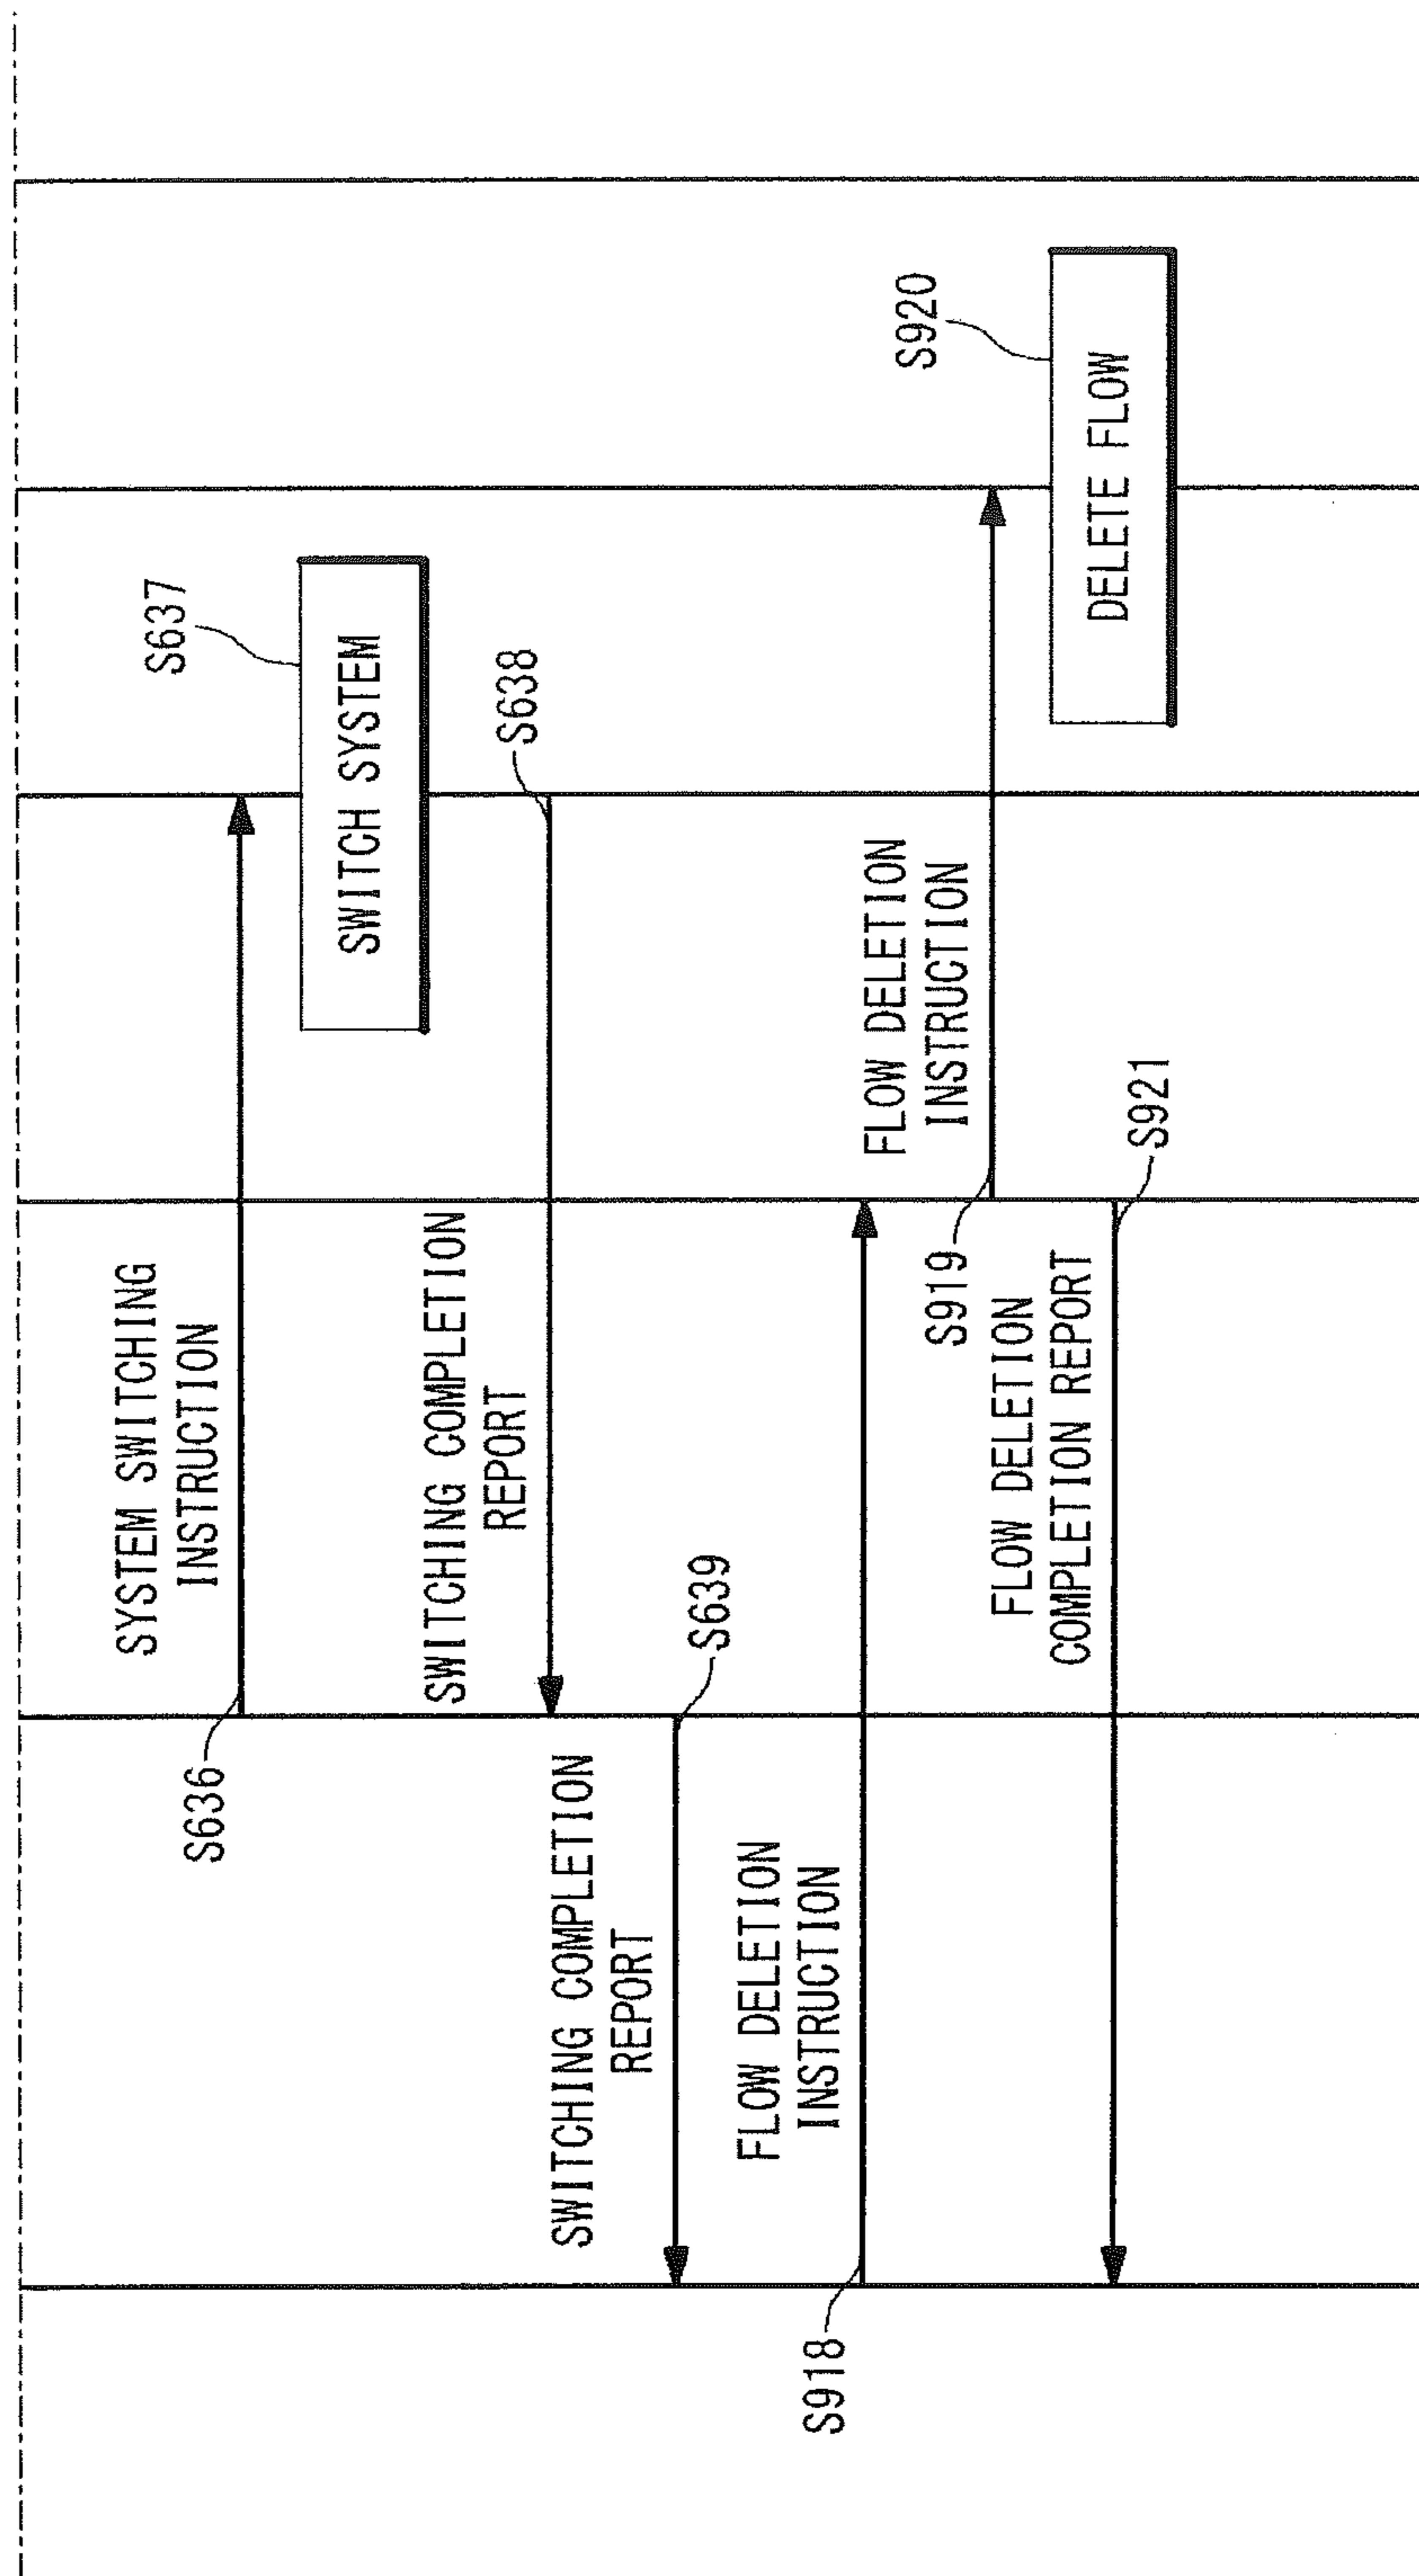 S636
SYSTEM SWITCHING
INSTRUCTION
S637
SWITCH SYSTEM
SWITCHING COMPLETION
REPORT
S638
SWITCHING COMPLETION
REPORT
S639
FLOW DELETION
INSTRUCTION
S918
FLOW DELETION
INSTRUCTION
S919
S920
DELETE FLOW
FLOW DELETION
COMPLETION REPORT
S921